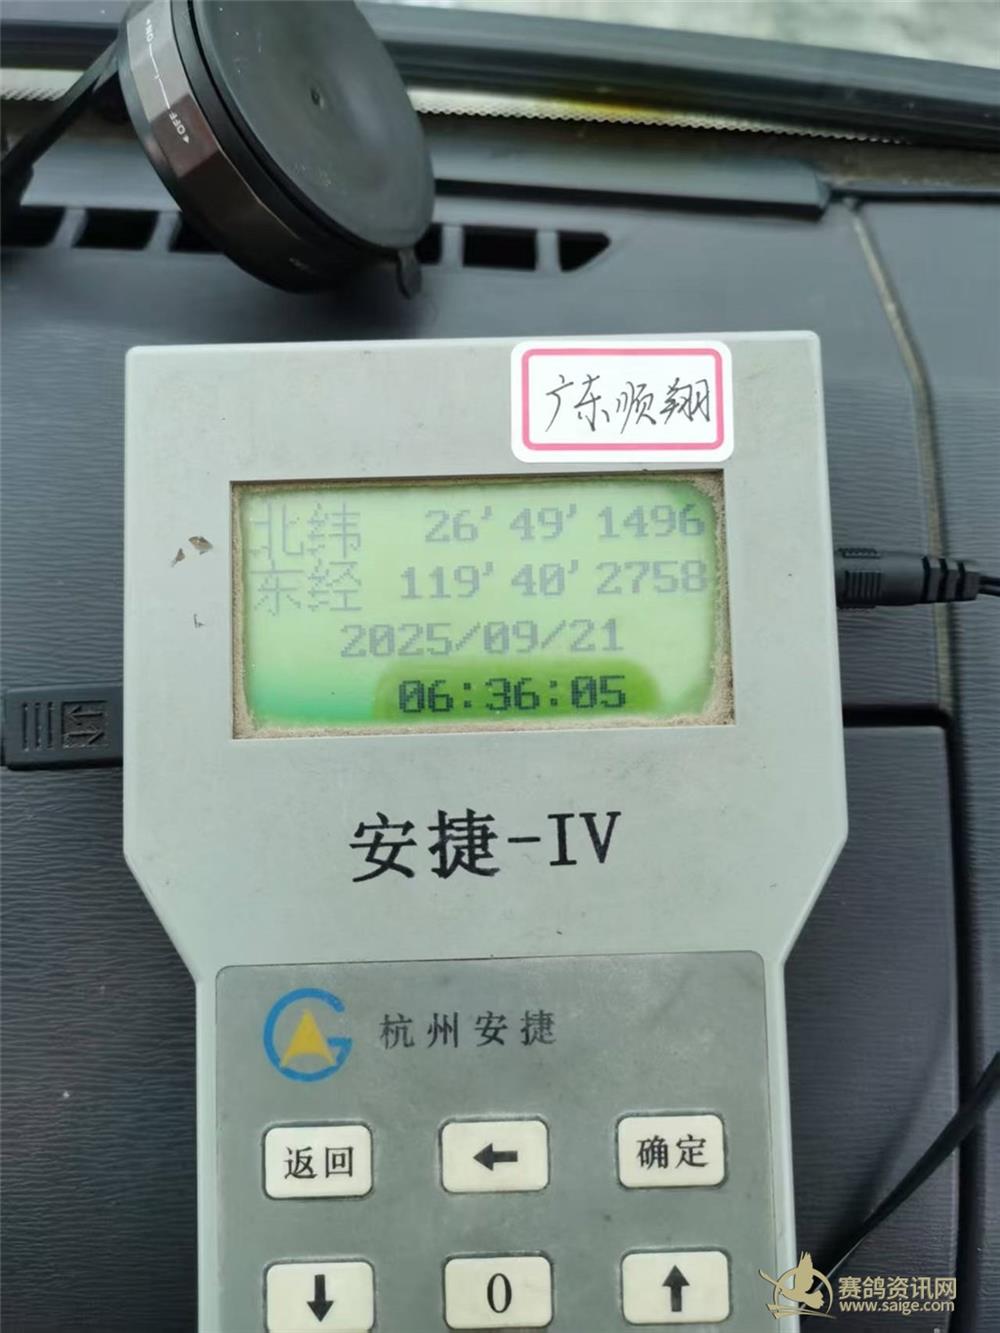 ◄OFF
广东顺翔
北纬 26'49'1496
东经 119'40'2758
2025/09/21
06:36:05
安捷-IV
杭州安捷
返回 ← 确定
↓ 0 ↑
赛鸽资讯网
www.saige.com